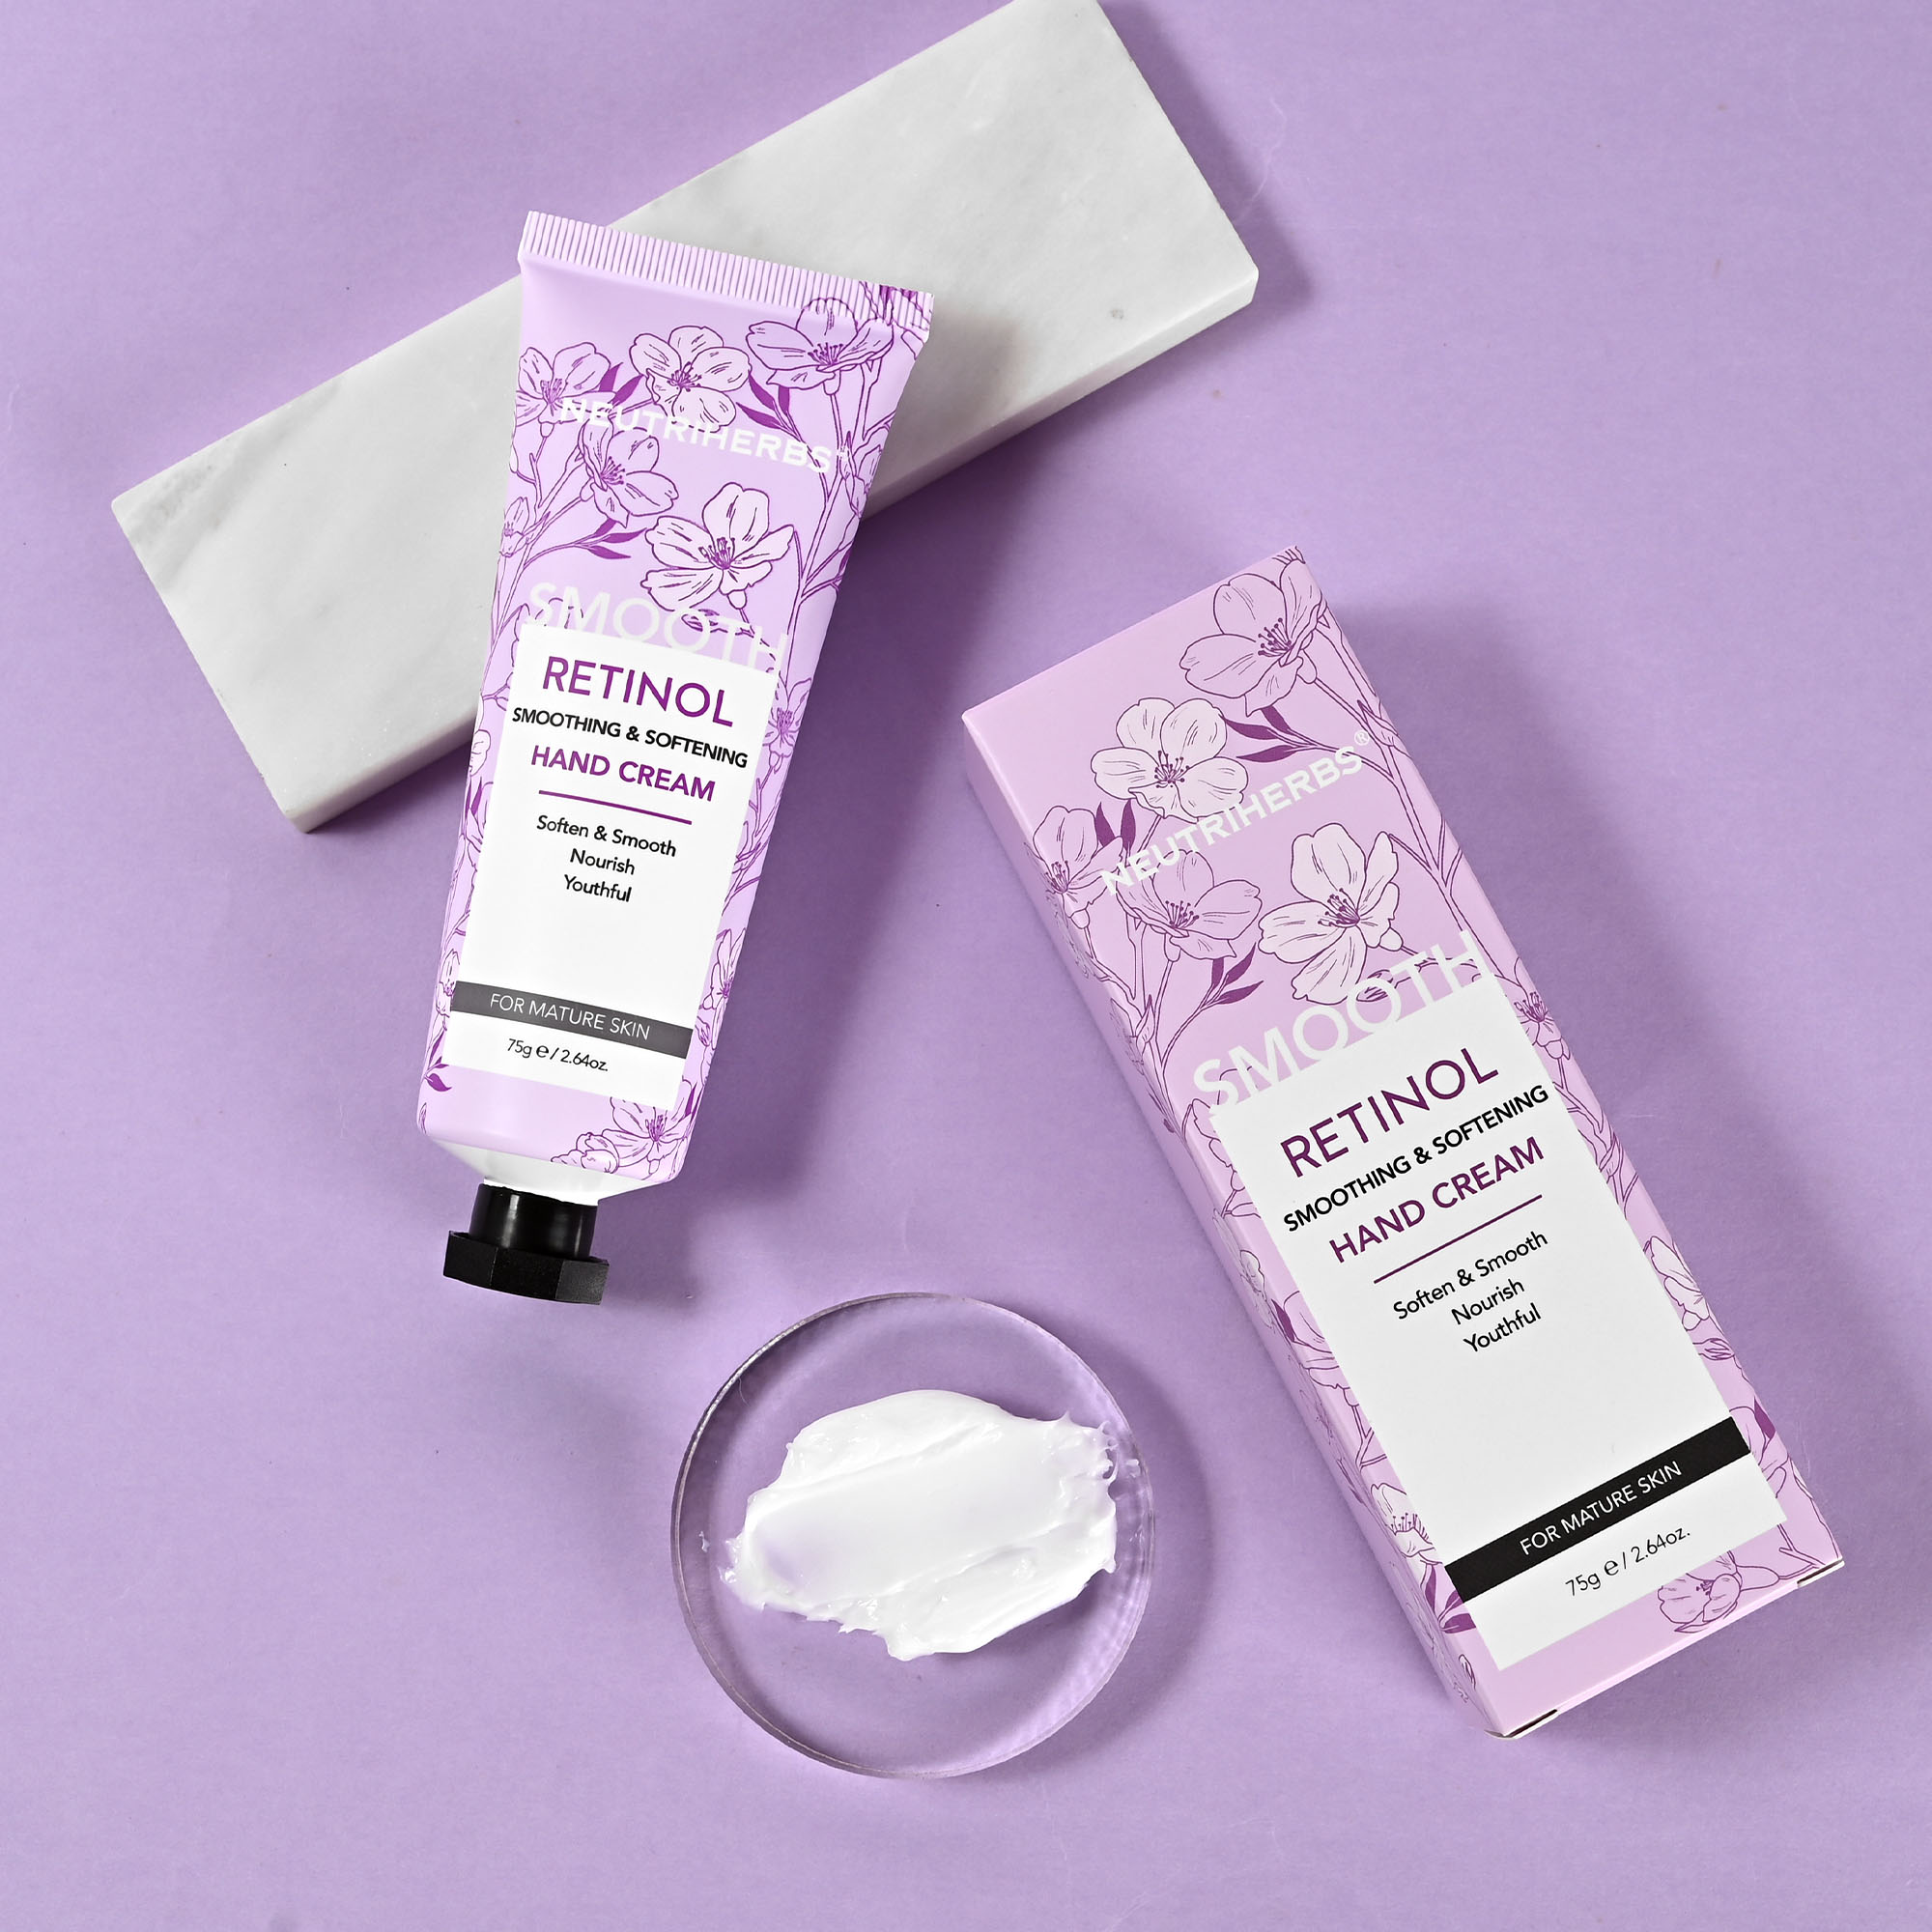 NEUTRIHERBS®
SMOOTH
RETINOL
SMOOTHING & SOFTENING
HAND CREAM
Soften & Smooth
Nourish
Youthful
FOR MATURE SKIN
75g ℮ / 2.64oz.
NEUTRIHERBS®
SMOOTH
RETINOL
SMOOTHING & SOFTENING
HAND CREAM
Soften & Smooth
Nourish
Youthful
FOR MATURE SKIN
75g ℮ / 2.64oz.